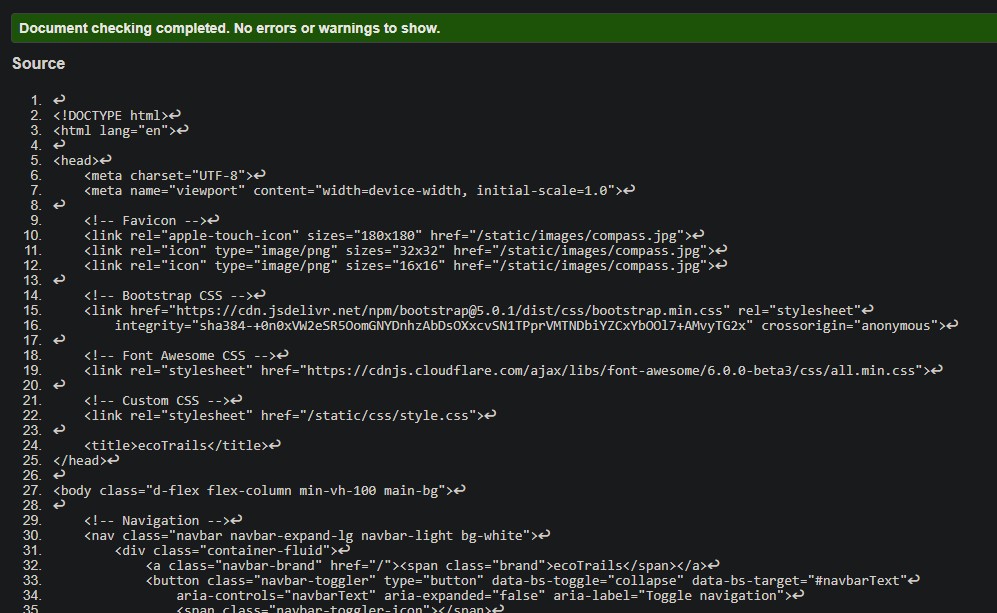 Document checking completed. No errors or warnings to show.
Source
1. ↩
2. <!DOCTYPE html>↩
3. <html lang="en">↩
4. ↩
5. <head>↩
6. <meta charset="UTF-8">↩
7. <meta name="viewport" content="width=device-width, initial-scale=1.0">↩
8. ↩
9. <!-- Favicon -->↩
10. <link rel="apple-touch-icon" sizes="180x180" href="/static/images/compass.jpg">↩
11. <link rel="icon" type="image/png" sizes="32x32" href="/static/images/compass.jpg">↩
12. <link rel="icon" type="image/png" sizes="16x16" href="/static/images/compass.jpg">↩
13. ↩
14. <!-- Bootstrap CSS -->↩
15. <link href="https://cdn.jsdelivr.net/npm/bootstrap@5.0.1/dist/css/bootstrap.min.css" rel="stylesheet"↩
16. integrity="sha384-+0n0xVW2eSR5OomGNYDnhzAbDsOXxcvSN1TPprVMTNDbiYZCxYbOOl7+AMvyTG2x" crossorigin="anonymous">↩
17. ↩
18. <!-- Font Awesome CSS -->↩
19. <link rel="stylesheet" href="https://cdnjs.cloudflare.com/ajax/libs/font-awesome/6.0.0-beta3/css/all.min.css">↩
20. ↩
21. <!-- Custom CSS -->↩
22. <link rel="stylesheet" href="/static/css/style.css">↩
23. ↩
24. <title>ecoTrails</title>↩
25. </head>↩
26. ↩
27. <body class="d-flex flex-column min-vh-100 main-bg">↩
28. ↩
29. <!-- Navigation -->↩
30. <nav class="navbar navbar-expand-lg navbar-light bg-white">↩
31. <div class="container-fluid">↩
32. <a class="navbar-brand" href="/"><span class="brand">ecoTrails</span></a>↩
33. <button class="navbar-toggler" type="button" data-bs-toggle="collapse" data-bs-target="#navbarText"↩
34. aria-controls="navbarText" aria-expanded="false" aria-label="Toggle navigation">↩
35. <span class="navbar-toggler-icon"></span>↩